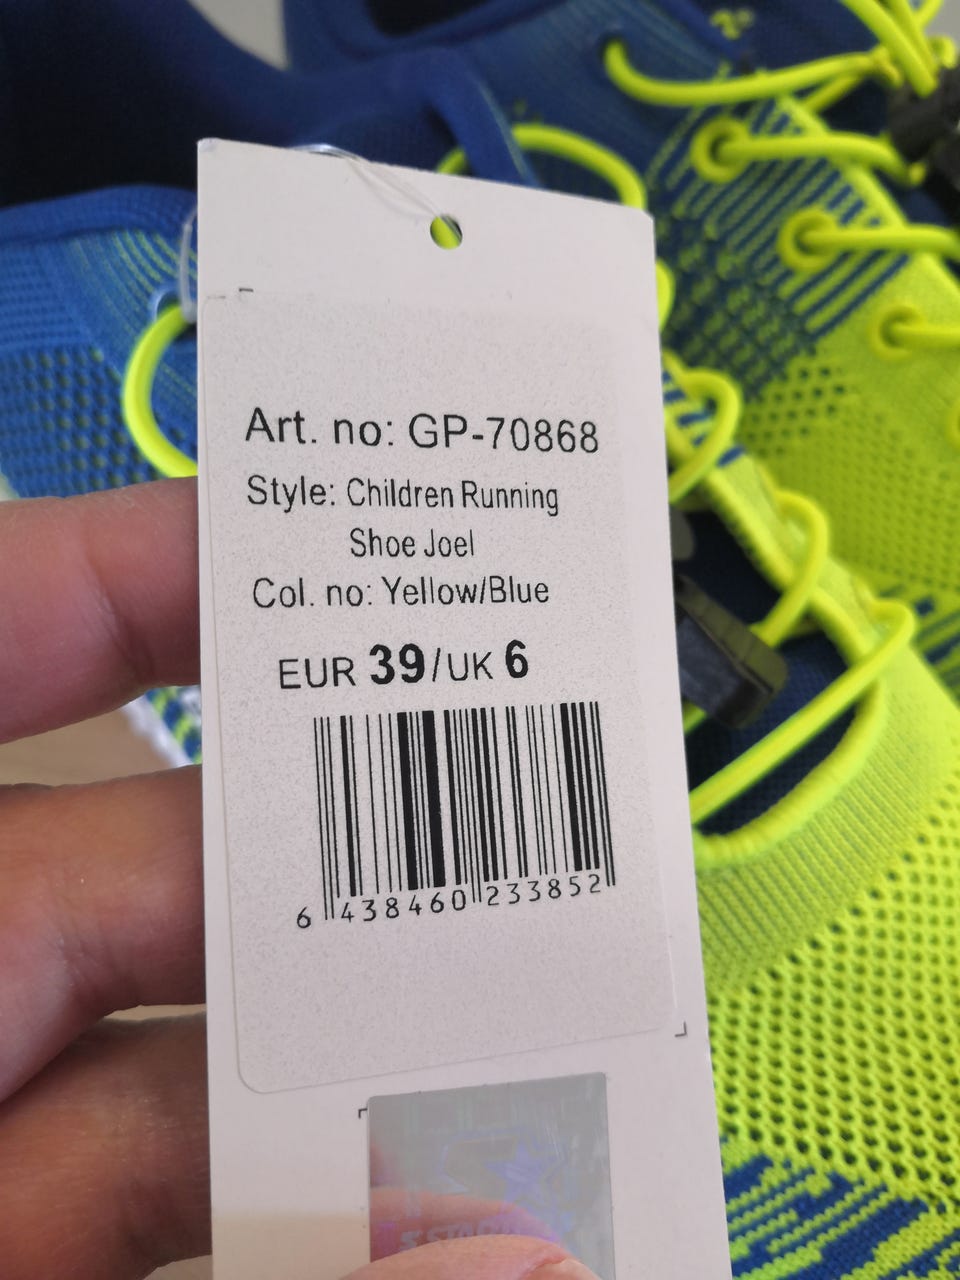 Art. no: GP-70868
Style: Children Running
Shoe Joel
Col. no: Yellow/Blue
EUR 39/UK 6
6 438460 233852